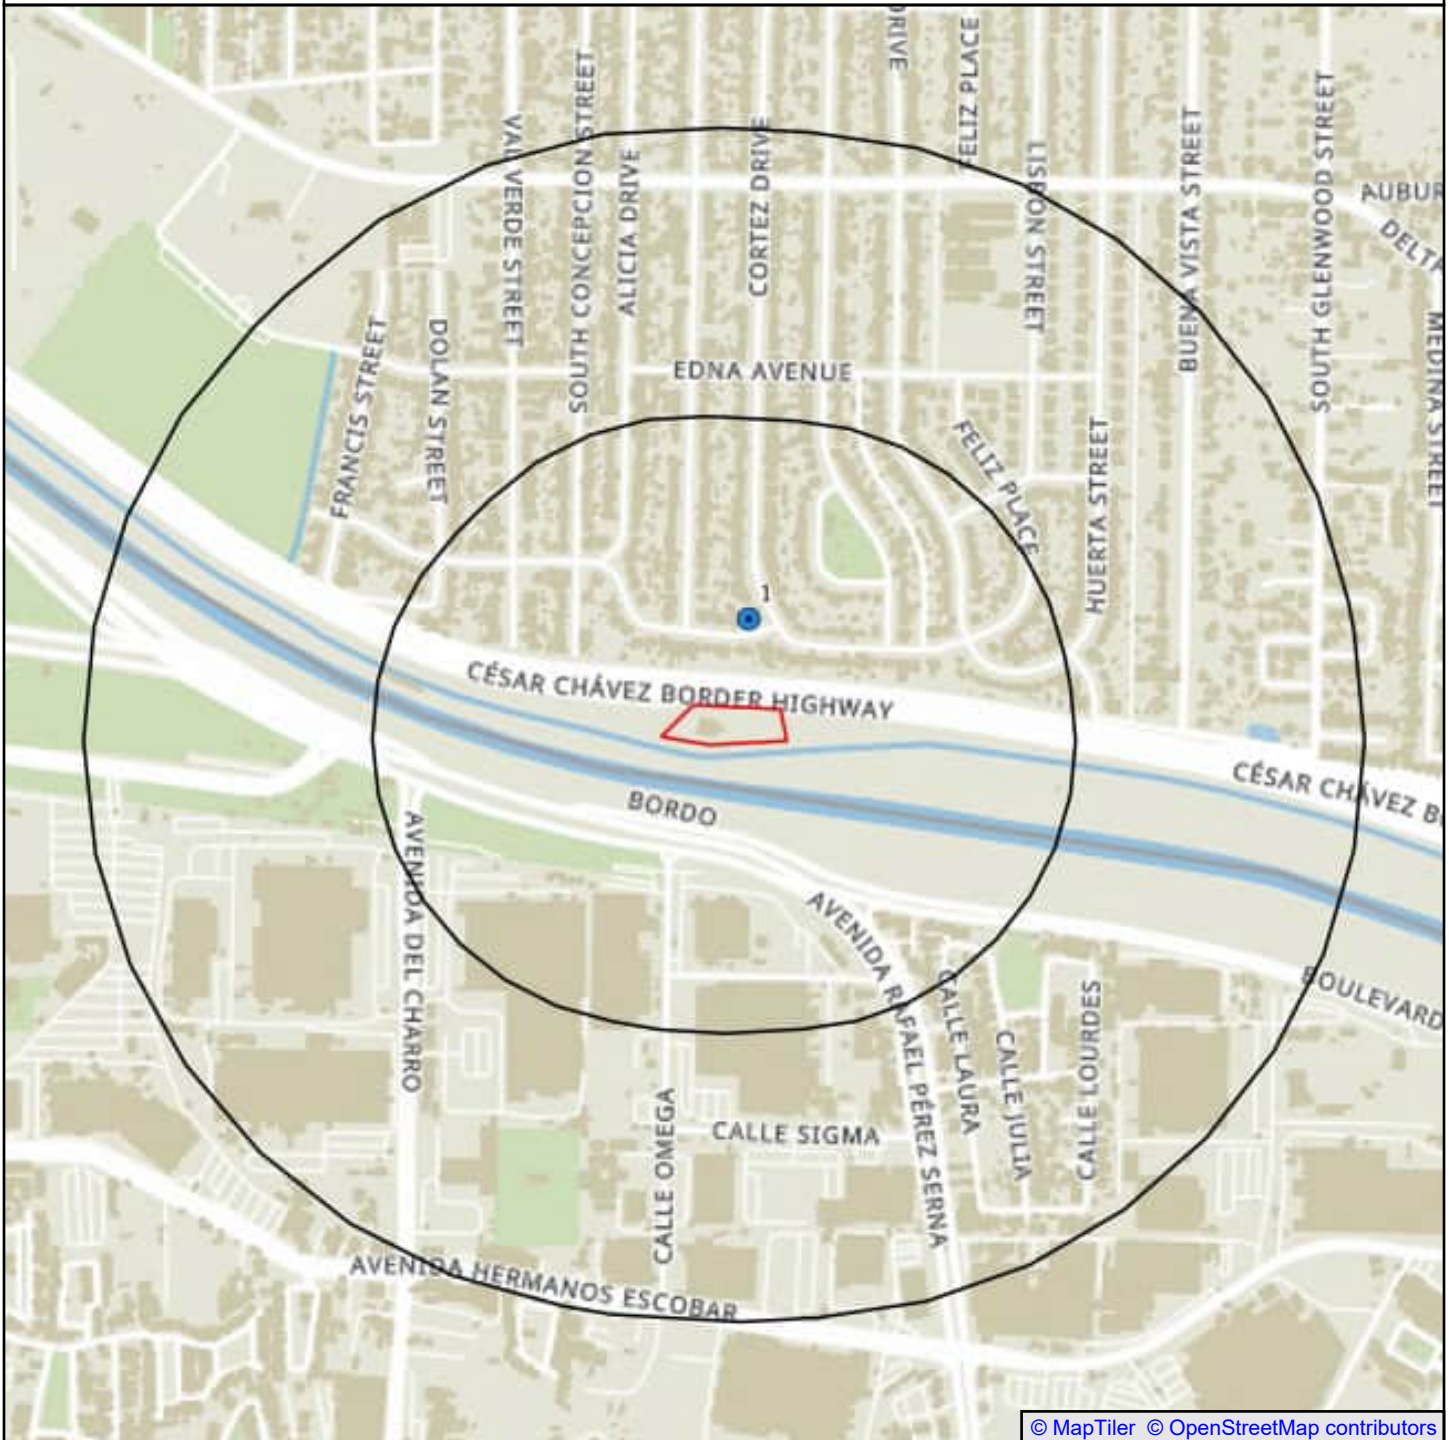 DRIVE
FELIZ PLACE
VAL VERDE STREET
SOUTH CONCEPCION STREET
ALICIA DRIVE
CORTEZ DRIVE
LISBON STREET
BUENA VISTA STREET
SOUTH GLENWOOD STREET
AUBUR
DELTA
MEDINA STREET
FRANCIS STREET
DOLAN STREET
EDNA AVENUE
FELIZ PLACE
HUERTA STREET
1
CÉSAR CHÁVEZ BORDER HIGHWAY
CÉSAR CHÁVEZ B
BORDO
AVENIDA DEL CHARRO
AVENIDA RAFAEL PÉREZ SERNA
CALLE LAURA
CALLE JULIA
CALLE LOURDES
BOULEVARD
CALLE OMEGA
CALLE SIGMA
AVENIDA HERMANOS ESCOBAR
© MapTiler © OpenStreetMap contributors